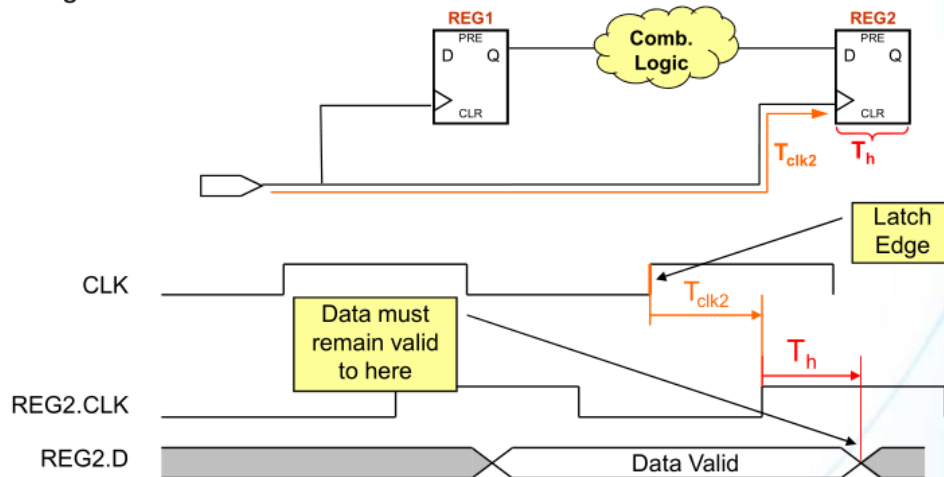 REG1
PRE
D Q
CLR
Comb.
Logic
REG2
PRE
D Q
CLR
Tclk2
Th
Latch
Edge
CLK
Tclk2
Data must
remain valid
to here
Th
REG2.CLK
REG2.D
Data Valid